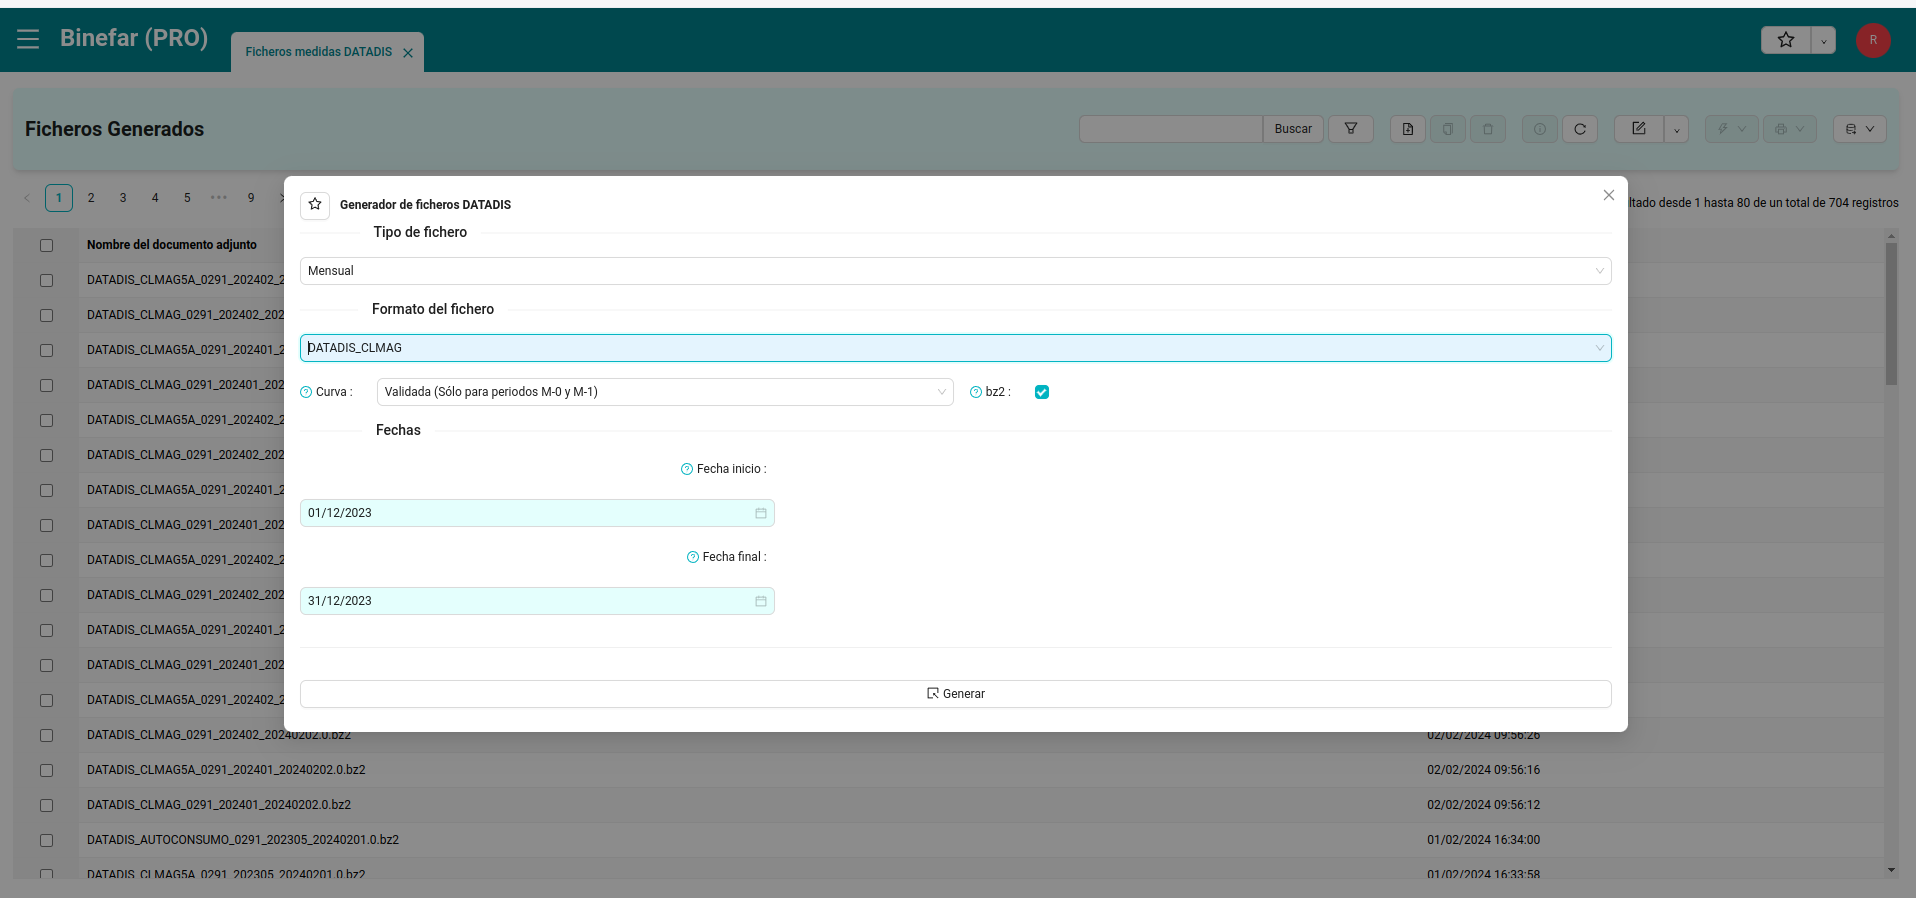 Binefar (PRO)
Ficheros medidas DATADIS
R
Ficheros Generados
Buscar
1 2 3 4 5 ••• 9
ltado desde 1 hasta 80 de un total de 704 registros
Generador de ficheros DATADIS
Tipo de fichero
Mensual
Formato del fichero
DATADIS_CLMAG
Curva :
Validada (Sólo para periodos M-0 y M-1)
bz2 :
Fechas
Fecha inicio :
01/12/2023
Fecha final :
31/12/2023
Generar
Nombre del documento adjunto
DATADIS_CLMAG5A_0291_202402_2
DATADIS_CLMAG_0291_202402_202
DATADIS_CLMAG5A_0291_202401_2
DATADIS_CLMAG_0291_202401_202
DATADIS_CLMAG5A_0291_202402_2
DATADIS_CLMAG_0291_202402_202
DATADIS_CLMAG5A_0291_202401_2
DATADIS_CLMAG_0291_202401_202
DATADIS_CLMAG5A_0291_202402_2
DATADIS_CLMAG_0291_202402_202
DATADIS_CLMAG5A_0291_202401_2
DATADIS_CLMAG_0291_202401_202
DATADIS_CLMAG5A_0291_202402_2
DATADIS_CLMAG_0291_202402_20240202.0.bz2 02/02/2024 09:56:26
DATADIS_CLMAG5A_0291_202401_20240202.0.bz2 02/02/2024 09:56:16
DATADIS_CLMAG_0291_202401_20240202.0.bz2 02/02/2024 09:56:12
DATADIS_AUTOCONSUMO_0291_202305_20240201.0.bz2 01/02/2024 16:34:00
DATADIS_CLMAG5A_0291_202305_20240201.0.bz2 01/02/2024 16:33:58